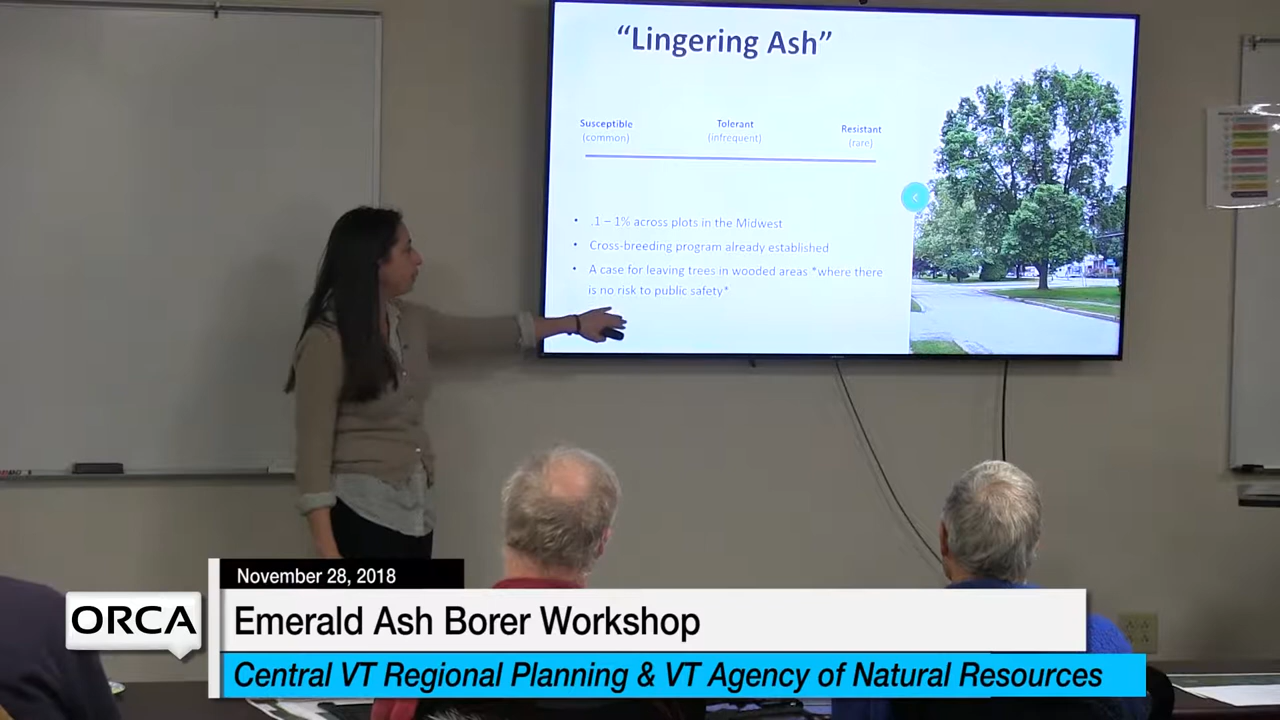 “Lingering Ash”
Susceptible
(common)
Tolerant
(infrequent)
Resistant
(rare)
• .1 – 1% across plots in the Midwest
• Cross-breeding program already established
• A case for leaving trees in wooded areas *where there
is no risk to public safety*
November 28, 2018
ORCA
Emerald Ash Borer Workshop
Central VT Regional Planning & VT Agency of Natural Resources